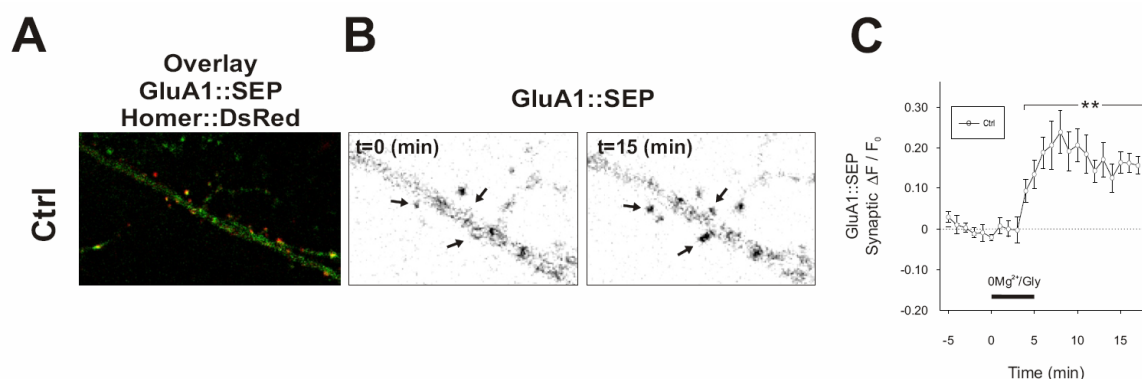 A
Overlay
GluA1::SEP
Homer::DsRed
Ctrl
B
GluA1::SEP
t=0 (min)
t=15 (min)
C
GluA1::SEP
Synaptic ΔF / F₀
0.30
0.20
0.10
0
-0.10
-0.20
Ctrl
**
0Mg²⁺/Gly
-5 0 5 10 15
Time (min)